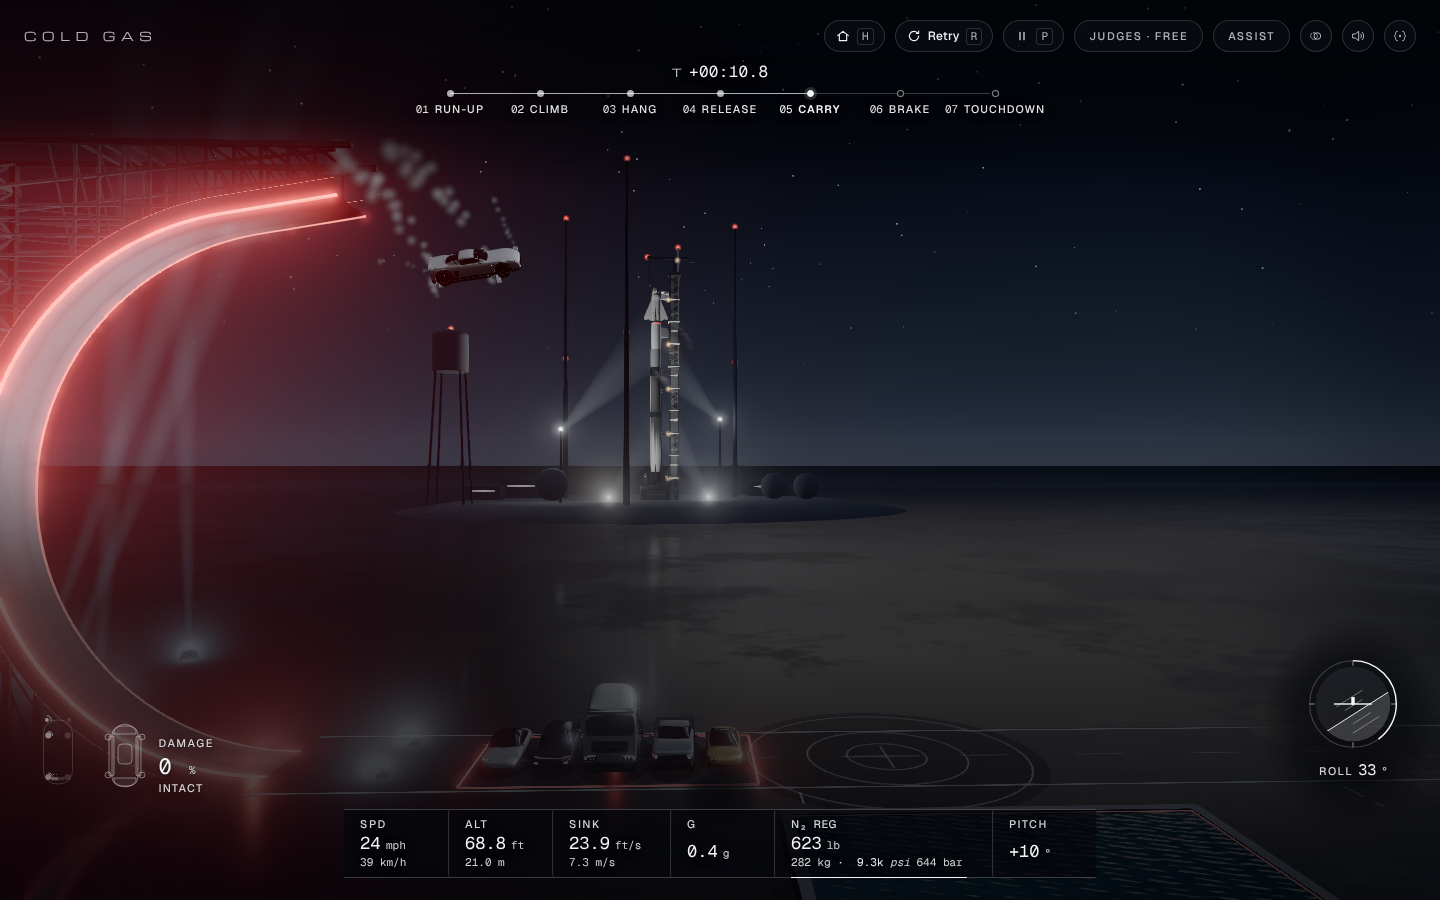 COLD GAS
H
Retry R
P
JUDGES · FREE
ASSIST
T +00:10.8
01 RUN-UP
02 CLIMB
03 HANG
04 RELEASE
05 CARRY
06 BRAKE
07 TOUCHDOWN
DAMAGE
0 %
INTACT
ROLL 33 °
SPD
24 mph
39 km/h
ALT
68.8 ft
21.0 m
SINK
23.9 ft/s
7.3 m/s
G
0.4 g
N₂ REG
623 lb
282 kg · 9.3k psi 644 bar
PITCH
+10 °